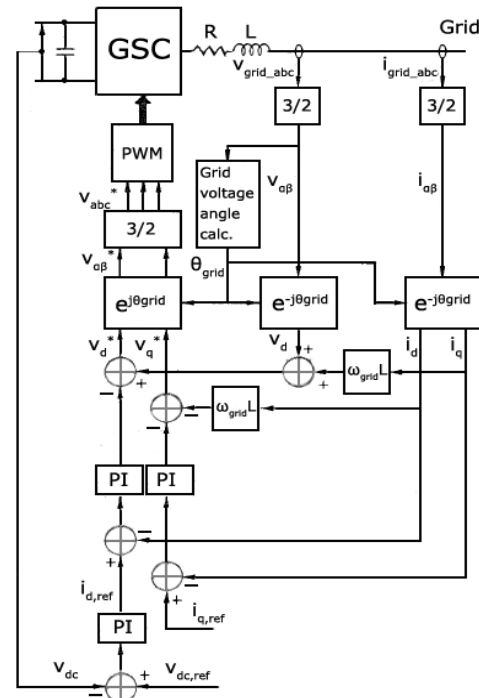 GSC
R
L
Grid
v_grid_abc
i_grid_abc
3/2
3/2
PWM
Grid
voltage
angle
calc.
v_αβ
i_αβ
v_abc*
3/2
v_αβ*
θ_grid
e^jθgrid
e^-jθgrid
e^-jθgrid
v_d*
v_q*
v_d
+
+
i_d
i_q
ω_grid L
+
−
−
ω_grid L
−
PI
PI
−
+
−
+
i_d,ref
i_q,ref
PI
v_dc
−
+
v_dc,ref